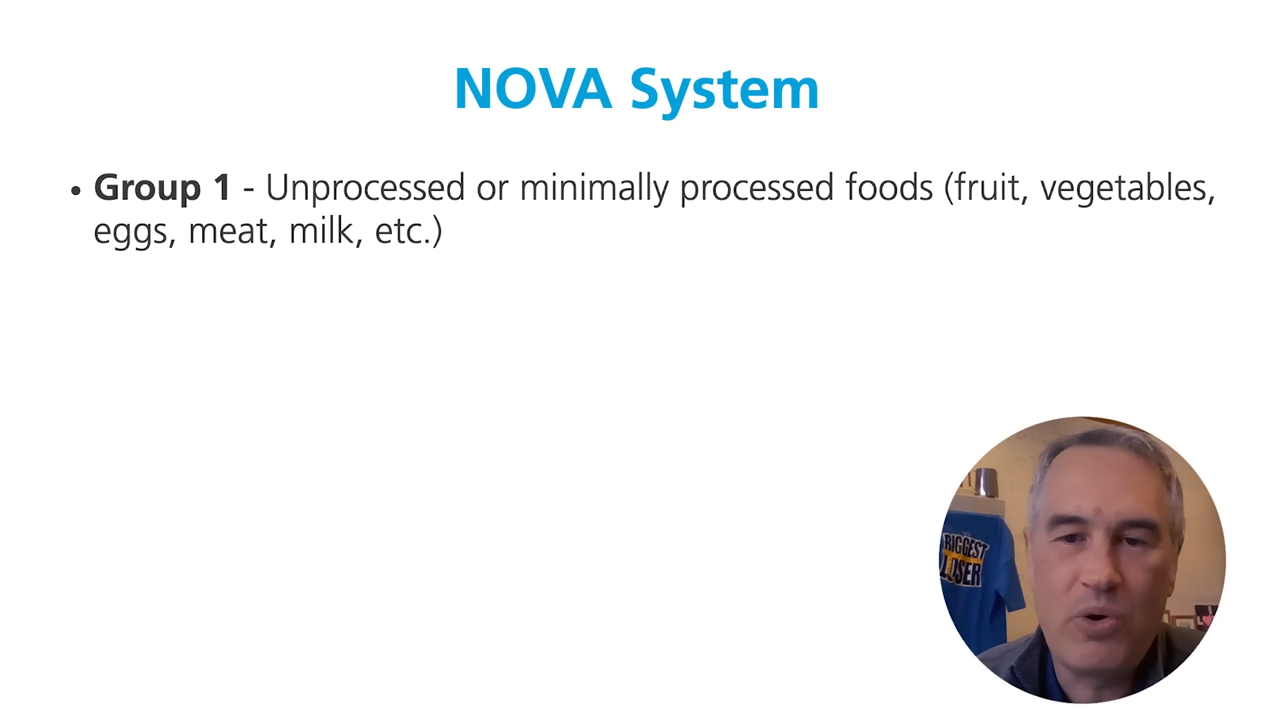 NOVA System
• Group 1 - Unprocessed or minimally processed foods (fruit, vegetables,
eggs, meat, milk, etc.)
BIGGEST
LOSER